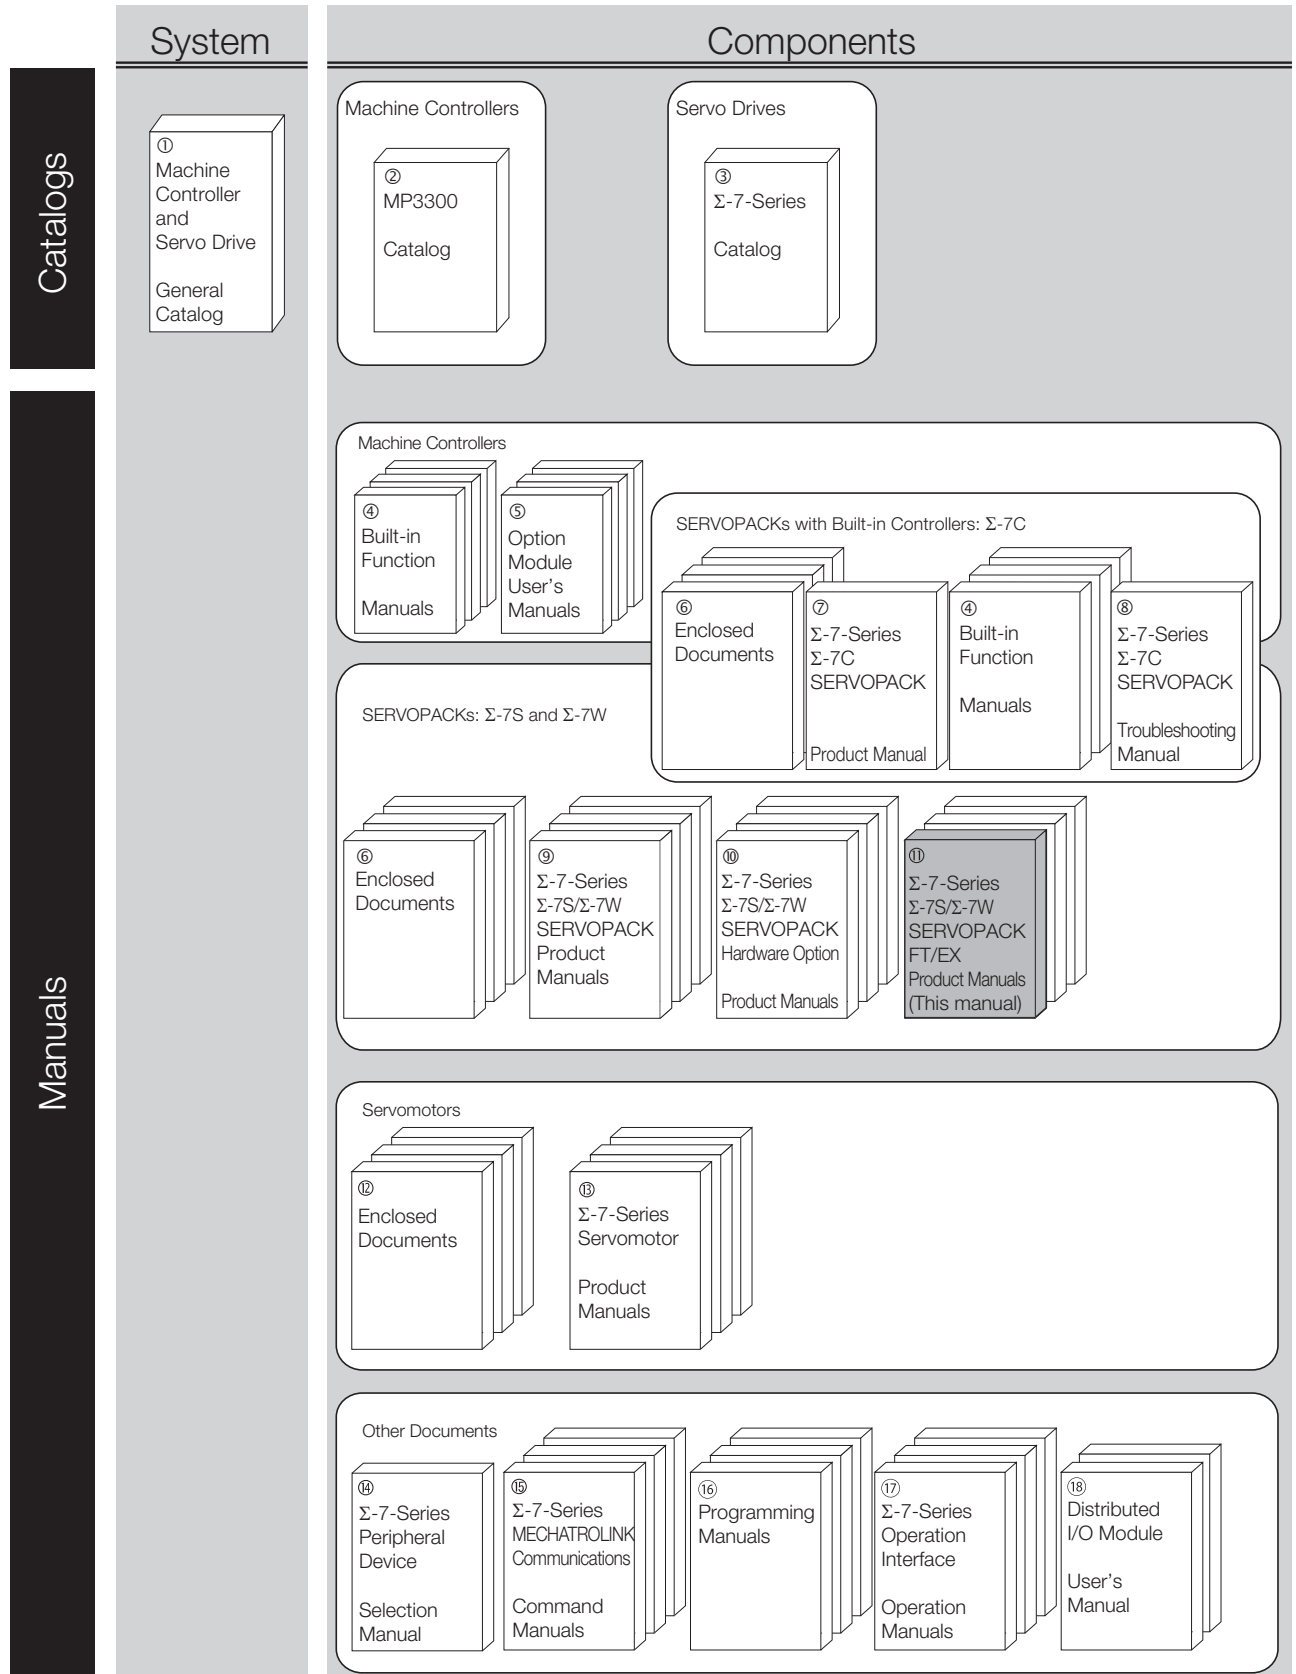 System
Components
Catalogs
①
Machine
Controller
and
Servo Drive
General
Catalog
Machine Controllers
②
MP3300
Catalog
Servo Drives
③
Σ-7-Series
Catalog
Manuals
Machine Controllers
④
Built-in
Function
Manuals
⑤
Option
Module
User's
Manuals
SERVOPACKs with Built-in Controllers: Σ-7C
⑥
Enclosed
Documents
⑦
Σ-7-Series
Σ-7C
SERVOPACK
Product Manual
④
Built-in
Function
Manuals
⑧
Σ-7-Series
Σ-7C
SERVOPACK
Troubleshooting
Manual
SERVOPACKs: Σ-7S and Σ-7W
⑥
Enclosed
Documents
⑨
Σ-7-Series
Σ-7S/Σ-7W
SERVOPACK
Product
Manuals
⑩
Σ-7-Series
Σ-7S/Σ-7W
SERVOPACK
Hardware Option
Product Manuals
⑪
Σ-7-Series
Σ-7S/Σ-7W
SERVOPACK
FT/EX
Product Manuals
(This manual)
Servomotors
⑫
Enclosed
Documents
⑬
Σ-7-Series
Servomotor
Product
Manuals
Other Documents
⑭
Σ-7-Series
Peripheral
Device
Selection
Manual
⑮
Σ-7-Series
MECHATROLINK
Communications
Command
Manuals
⑯
Programming
Manuals
⑰
Σ-7-Series
Operation
Interface
Operation
Manuals
⑱
Distributed
I/O Module
User's
Manual